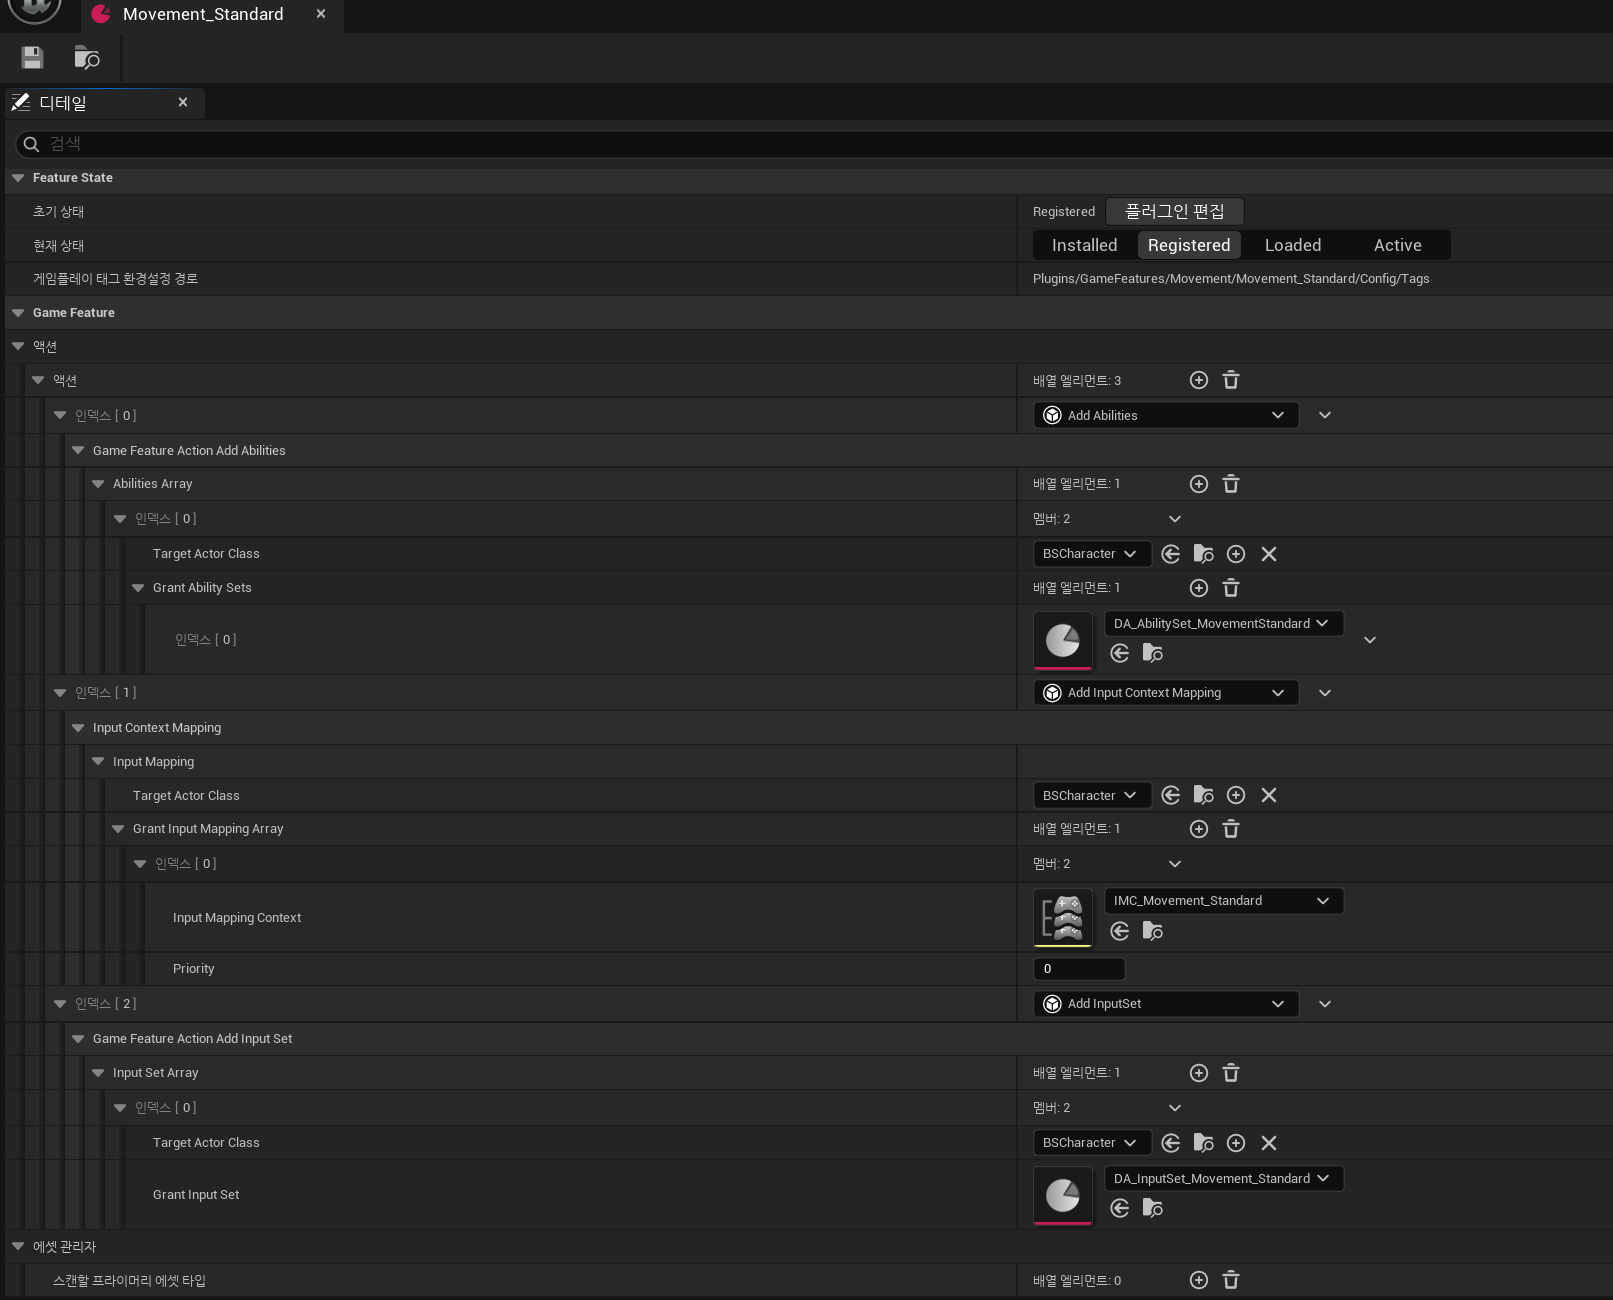 Movement_Standard
디테일
검색
Feature State
초기 상태 Registered 플러그인 편집
현재 상태 Installed Registered Loaded Active
게임플레이 태그 환경설정 경로 Plugins/GameFeatures/Movement/Movement_Standard/Config/Tags
Game Feature
액션
액션 배열 엘리먼트: 3
인덱스 [ 0 ] Add Abilities
Game Feature Action Add Abilities
Abilities Array 배열 엘리먼트: 1
인덱스 [ 0 ] 멤버: 2
Target Actor Class BSCharacter
Grant Ability Sets 배열 엘리먼트: 1
인덱스 [ 0 ] DA_AbilitySet_MovementStandard
인덱스 [ 1 ] Add Input Context Mapping
Input Context Mapping
Input Mapping
Target Actor Class BSCharacter
Grant Input Mapping Array 배열 엘리먼트: 1
인덱스 [ 0 ] 멤버: 2
Input Mapping Context IMC_Movement_Standard
Priority 0
인덱스 [ 2 ] Add InputSet
Game Feature Action Add Input Set
Input Set Array 배열 엘리먼트: 1
인덱스 [ 0 ] 멤버: 2
Target Actor Class BSCharacter
Grant Input Set DA_InputSet_Movement_Standard
에셋 관리자
스캔할 프라이머리 에셋 타입 배열 엘리먼트: 0